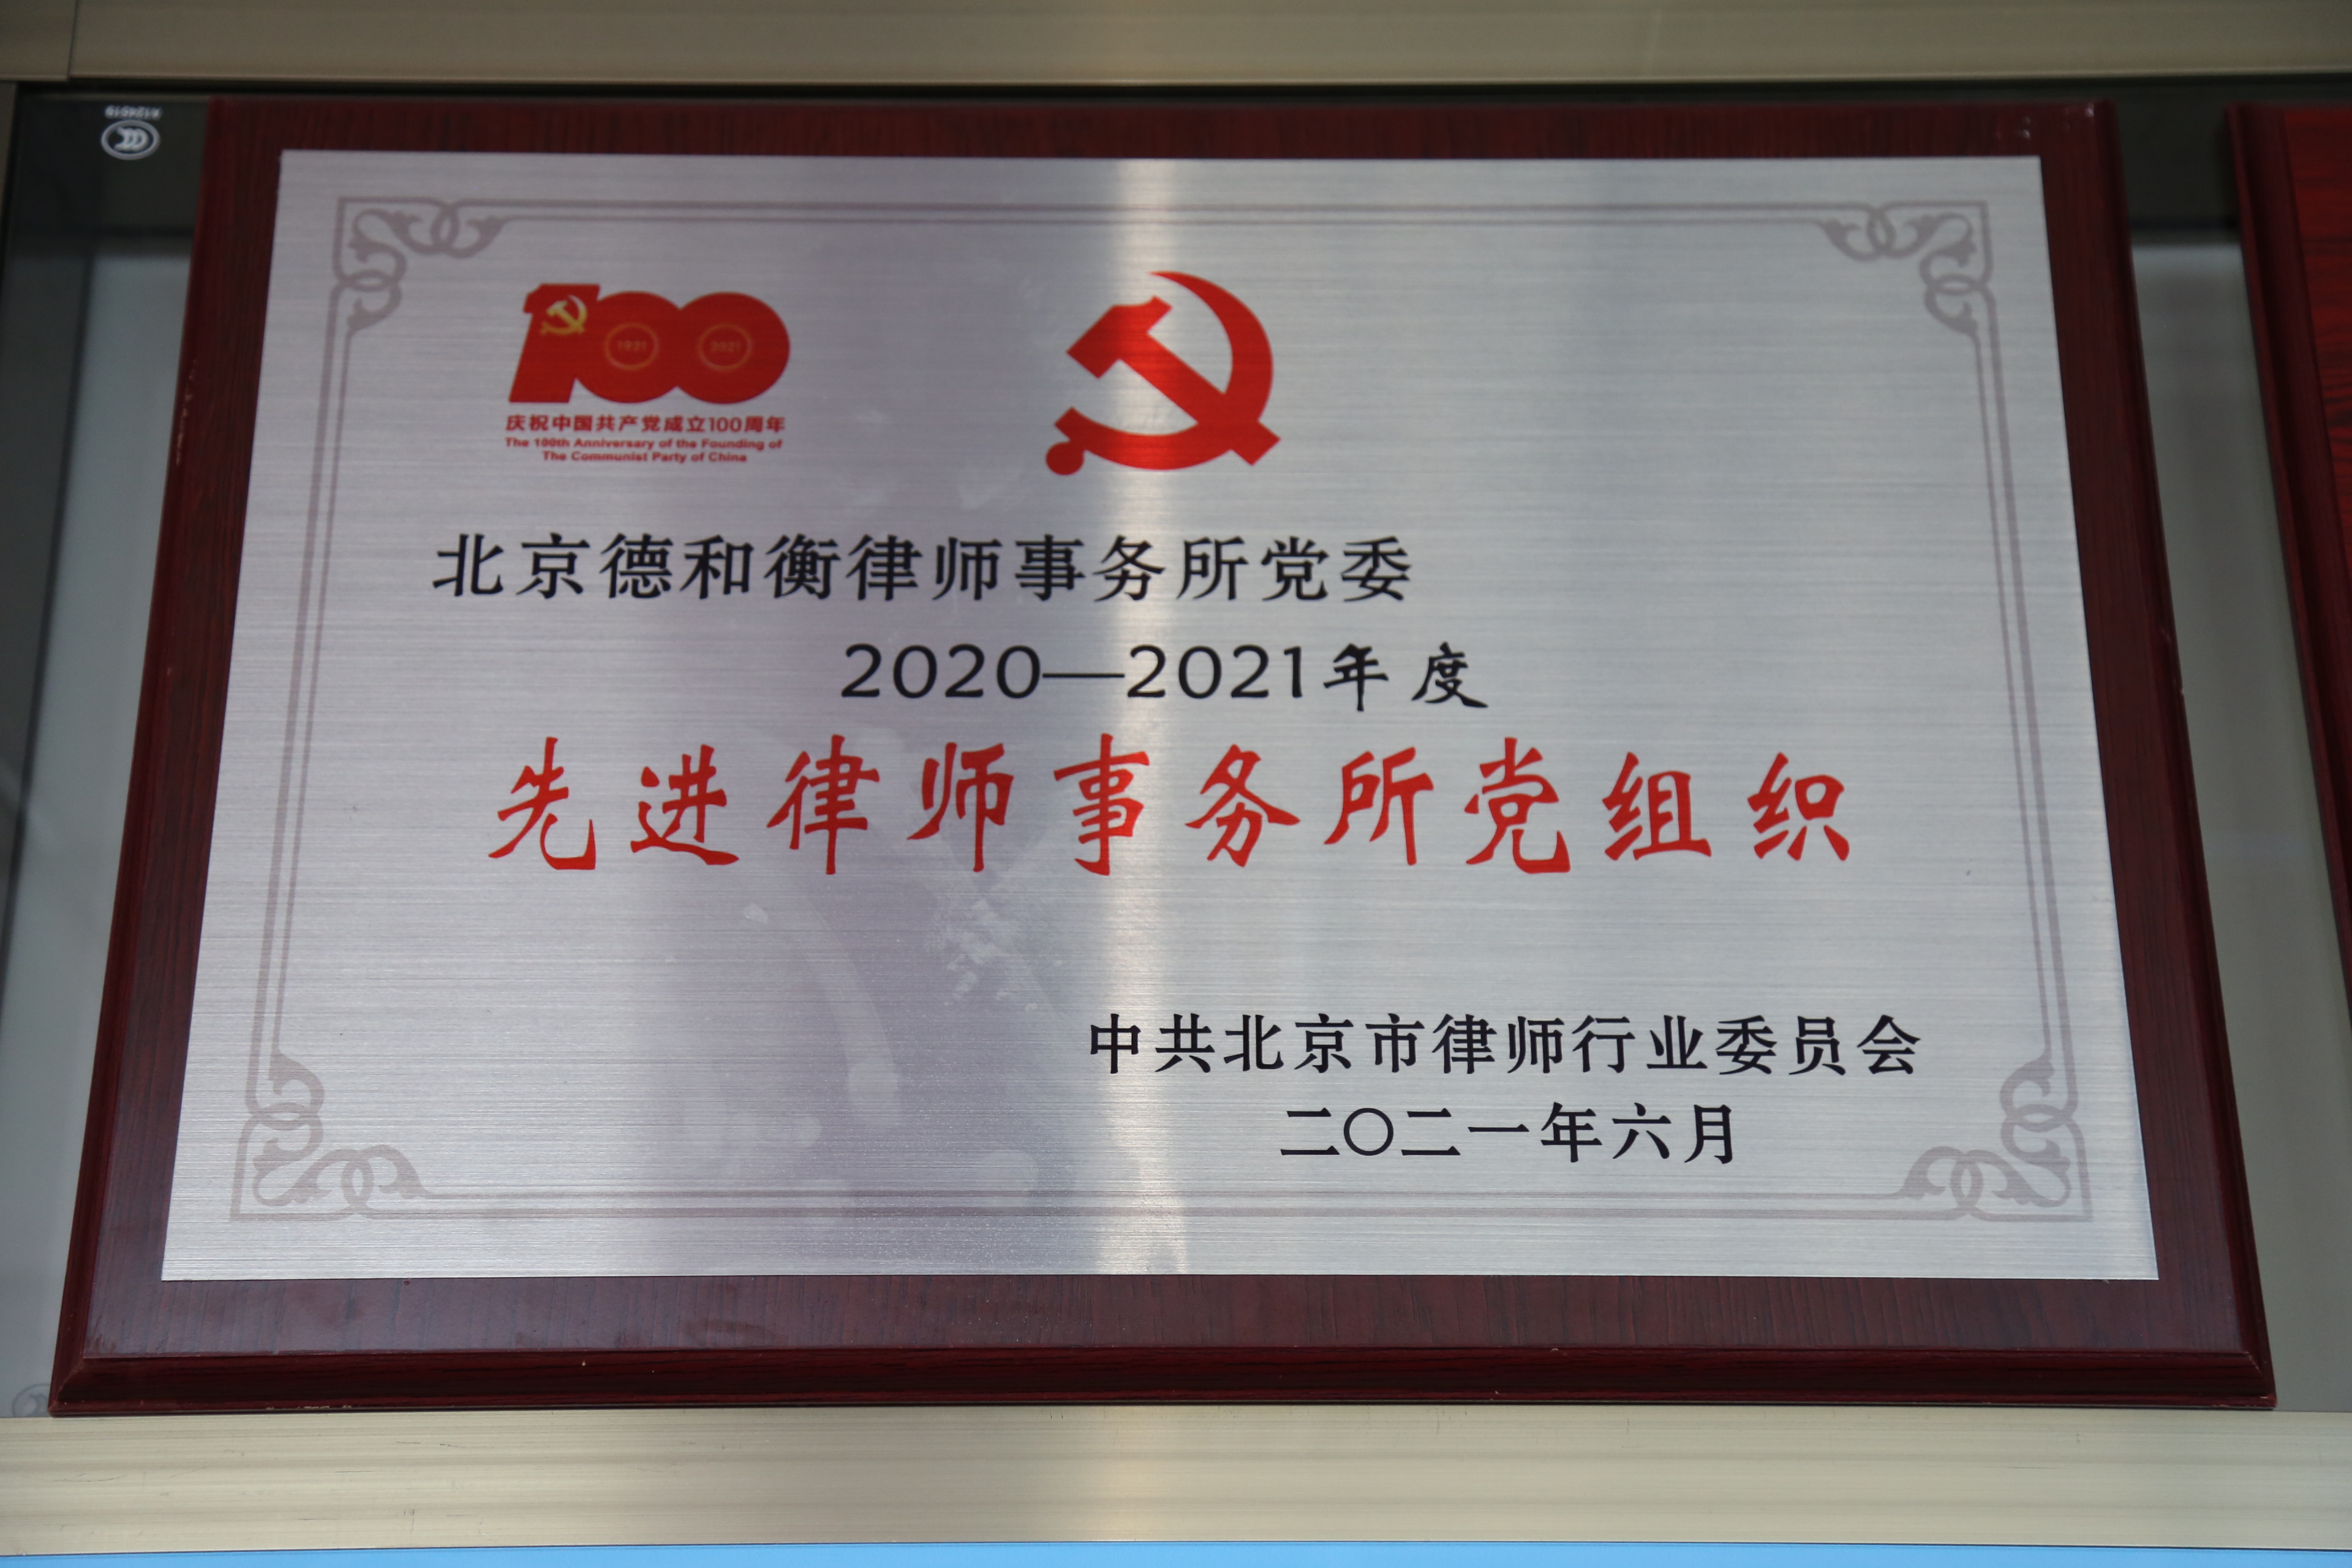 100
1921 2021
庆祝中国共产党成立100周年
The 100th Anniversary of the Founding of
The Communist Party of China
北京德和衡律师事务所党委
2020—2021年度
先进律师事务所党组织
中共北京市律师行业委员会
二〇二一年六月